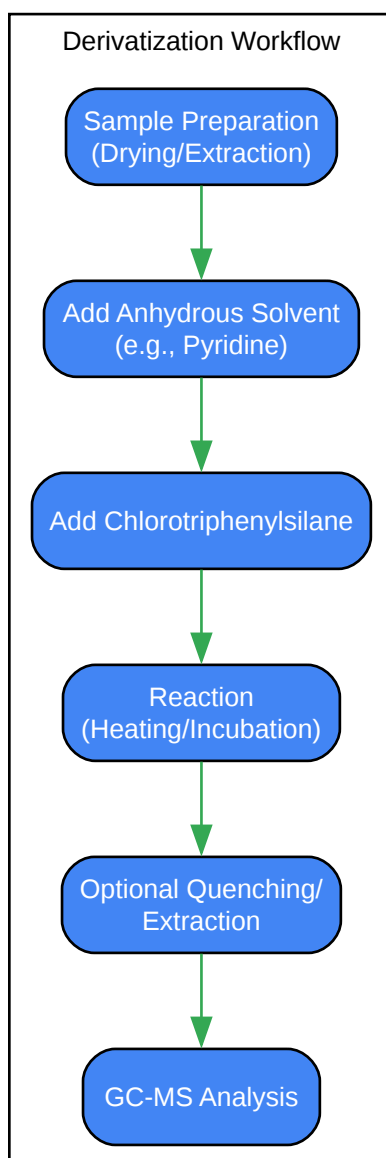 Derivatization Workflow
Sample Preparation
(Drying/Extraction)
Add Anhydrous Solvent
(e.g., Pyridine)
Add Chlorotriphenylsilane
Reaction
(Heating/Incubation)
Optional Quenching/
Extraction
GC-MS Analysis